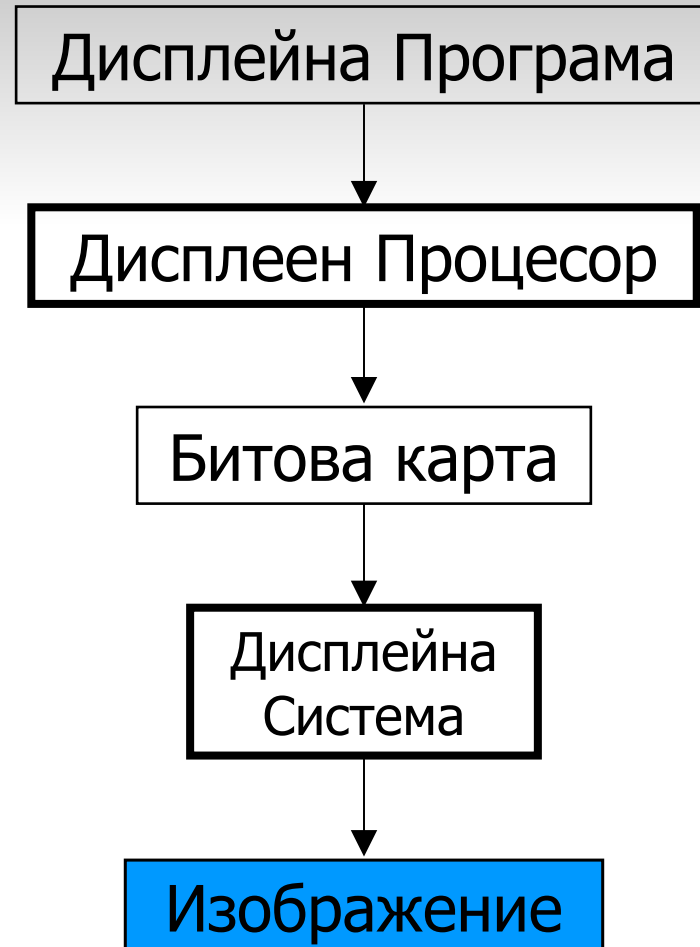 Дисплейна Програма
Дисплеен Процесор
Битова карта
Дисплейна
Система
Изображение